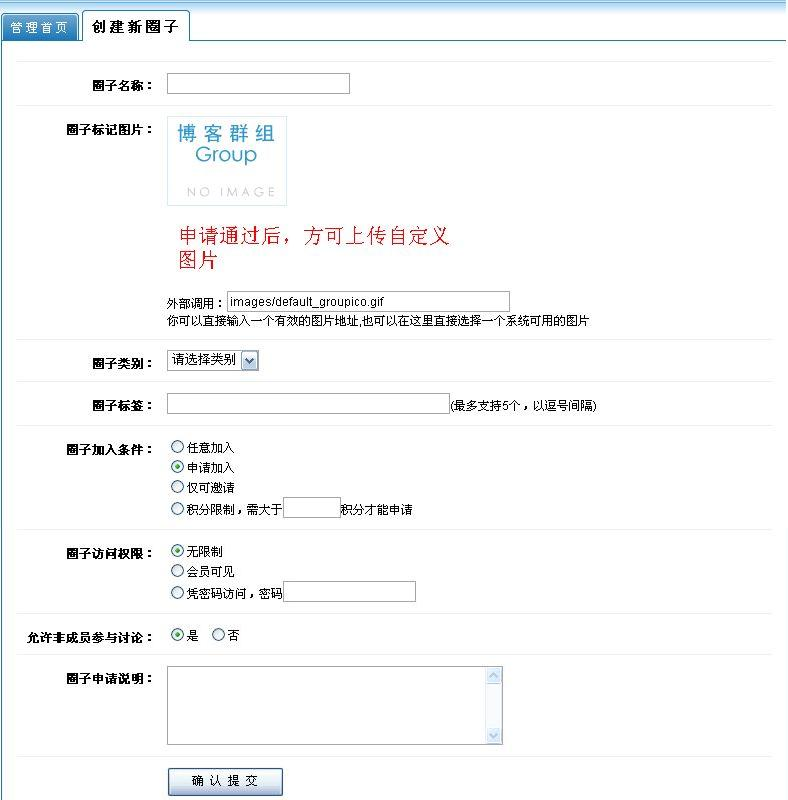 管理首页 创建新圈子
圈子名称：
圈子标记图片：
博客群组
Group
NO IMAGE
申请通过后，方可上传自定义
图片
外部调用：images/default_groupico.gif
你可以直接输入一个有效的图片地址,也可以在这里直接选择一个系统可用的图片
圈子类别： 请选择类别
圈子标签： (最多支持5个，以逗号间隔)
圈子加入条件： 任意加入
申请加入
仅可邀请
积分限制，需大于 积分才能申请
圈子访问权限： 无限制
会员可见
凭密码访问，密码
允许非成员参与讨论： 是 否
圈子申请说明：
确认提交